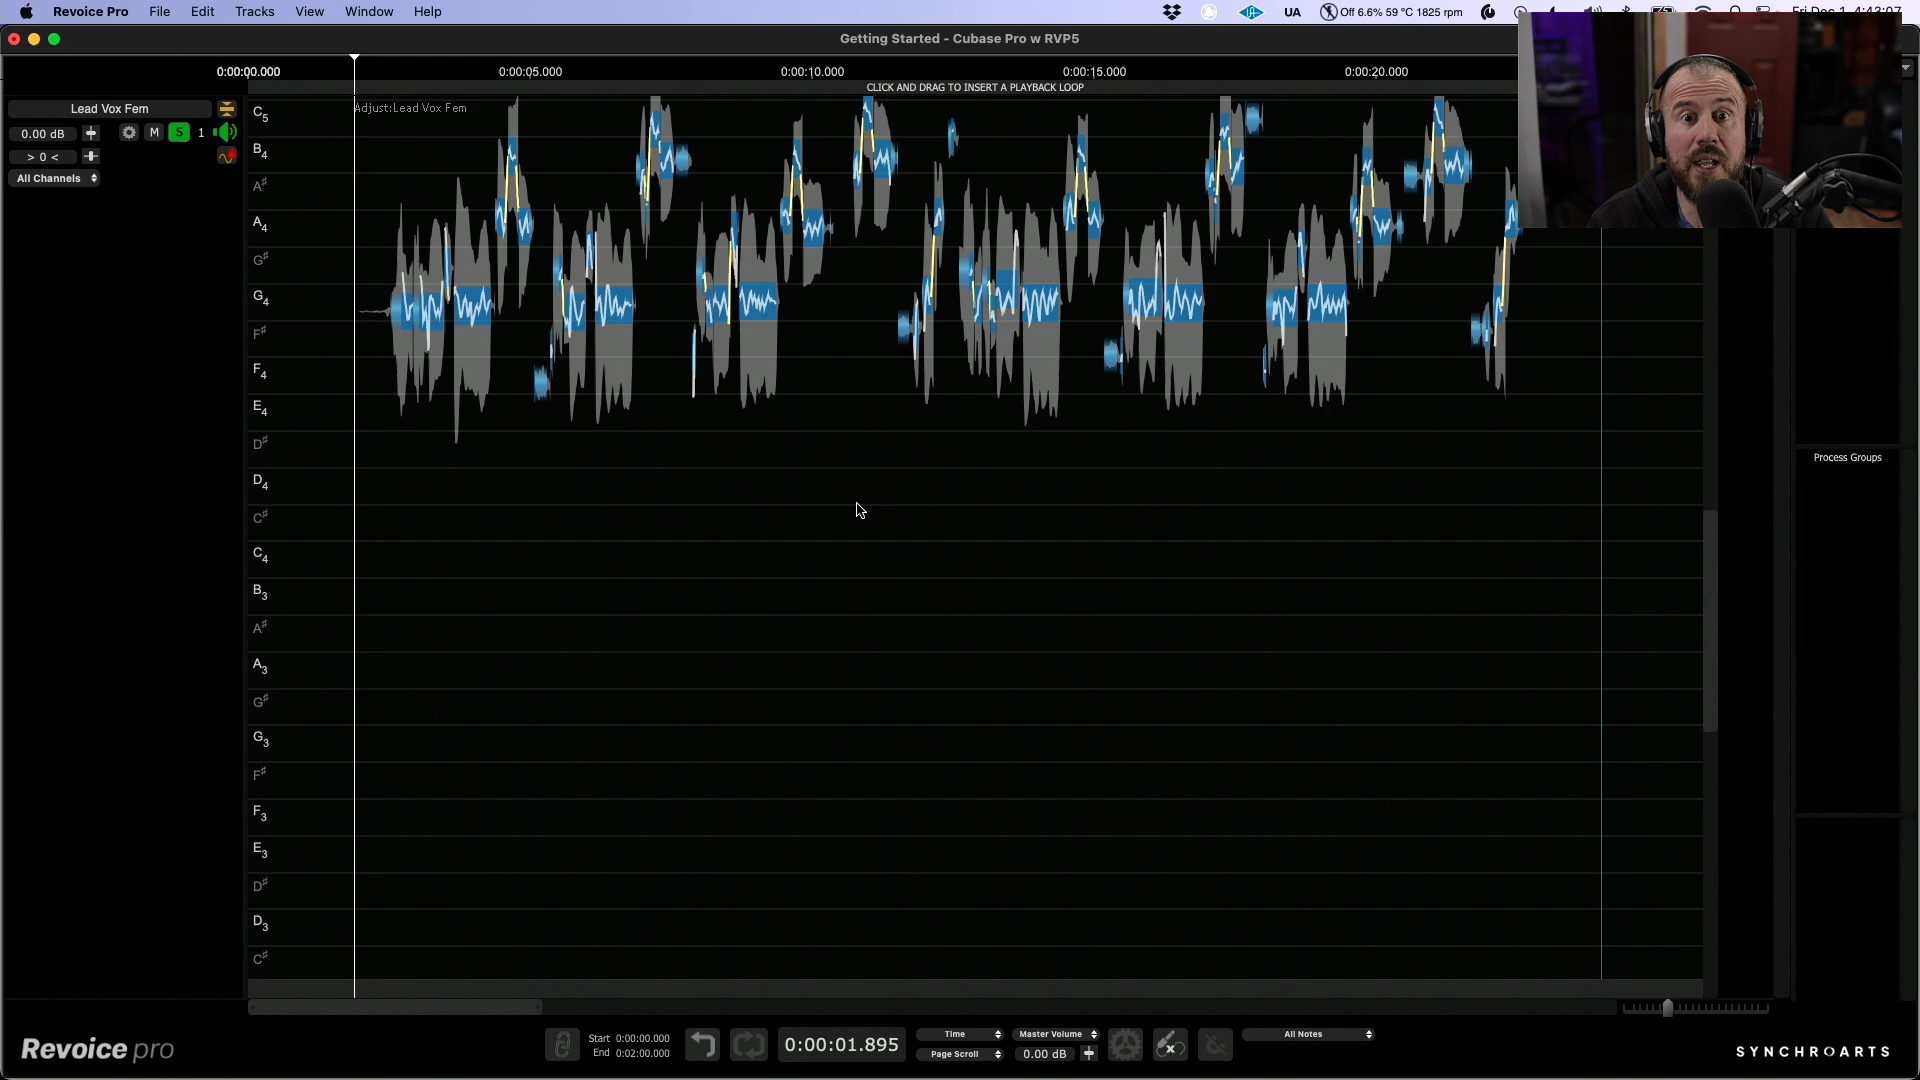 Revoice Pro File Edit Tracks View Window Help
UA Off 6.6% 59 °C 1825 rpm
Getting Started - Cubase Pro w RVP5
0:00:00.000 0:00:05.000 0:00:10.000 0:00:15.000 0:00:20.000
CLICK AND DRAG TO INSERT A PLAYBACK LOOP
Lead Vox Fem
Adjust:Lead Vox Fem
0.00 dB M S 1
> 0 <
All Channels
C5
B4
A♯
A4
G♯
G4
F♯
F4
E4
D♯
D4
C♯
C4
B3
A♯
A3
G♯
G3
F♯
F3
E3
D♯
D3
C♯
Process Groups
Revoice pro
Start 0:00:00.000
End 0:02:00.000
0:00:01.895
Time
Page Scroll
Master Volume
0.00 dB
All Notes
SYNCHROARTS